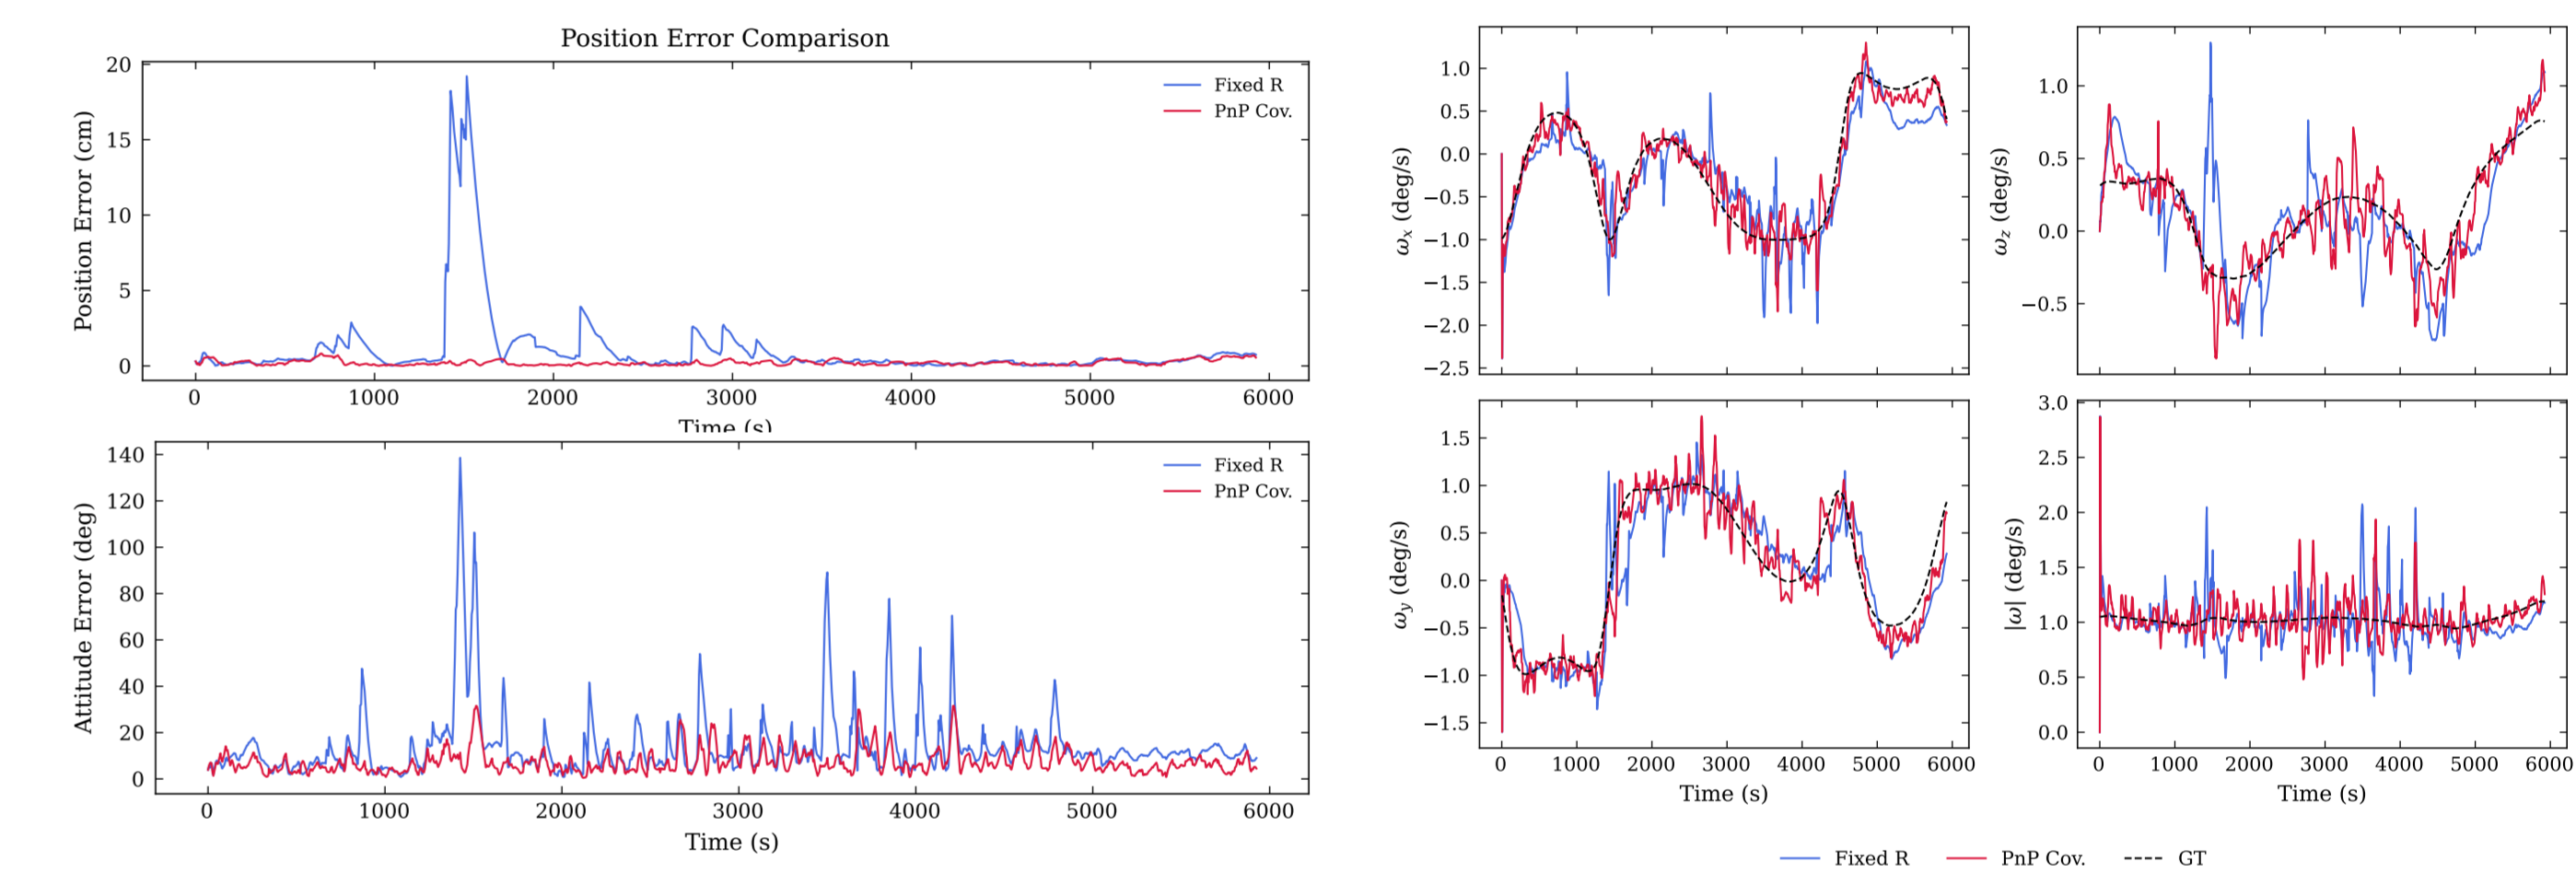 Position Error Comparison
Position Error (cm)
20
15
10
5
0
Fixed R
PnP Cov.
0 1000 2000 3000 4000 5000 6000
Time (s)
Attitude Error (deg)
140
120
100
80
60
40
20
0
Fixed R
PnP Cov.
0 1000 2000 3000 4000 5000 6000
Time (s)
ωx (deg/s)
1.0
0.5
0.0
−0.5
−1.0
−1.5
−2.0
−2.5
ωz (deg/s)
1.0
0.5
0.0
−0.5
ωy (deg/s)
1.5
1.0
0.5
0.0
−0.5
−1.0
−1.5
0 1000 2000 3000 4000 5000 6000
Time (s)
|ω| (deg/s)
3.0
2.5
2.0
1.5
1.0
0.5
0.0
0 1000 2000 3000 4000 5000 6000
Time (s)
Fixed R PnP Cov. GT